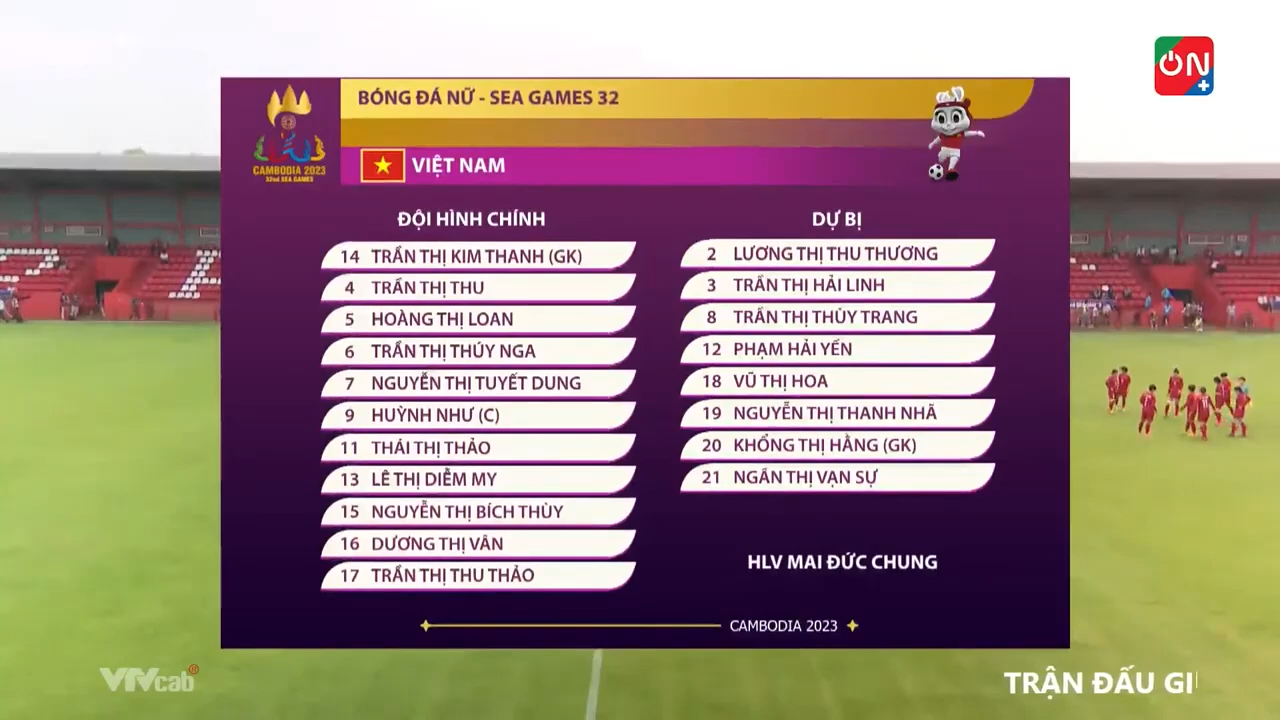 ON+
BÓNG ĐÁ NỮ - SEA GAMES 32
CAMBODIA 2023
32nd SEA GAMES
VIỆT NAM
ĐỘI HÌNH CHÍNH
14 TRẦN THỊ KIM THANH (GK)
4 TRẦN THỊ THU
5 HOÀNG THỊ LOAN
6 TRẦN THỊ THÚY NGA
7 NGUYỄN THỊ TUYẾT DUNG
9 HUỲNH NHƯ (C)
11 THÁI THỊ THẢO
13 LÊ THỊ DIỄM MY
15 NGUYỄN THỊ BÍCH THÙY
16 DƯƠNG THỊ VÂN
17 TRẦN THỊ THU THẢO
DỰ BỊ
2 LƯƠNG THỊ THU THƯƠNG
3 TRẦN THỊ HẢI LINH
8 TRẦN THỊ THÙY TRANG
12 PHẠM HẢI YẾN
18 VŨ THỊ HOA
19 NGUYỄN THỊ THANH NHÃ
20 KHỔNG THỊ HẰNG (GK)
21 NGÂN THỊ VẠN SỰ
HLV MAI ĐỨC CHUNG
CAMBODIA 2023
VTVcab®
TRẬN ĐẤU GI